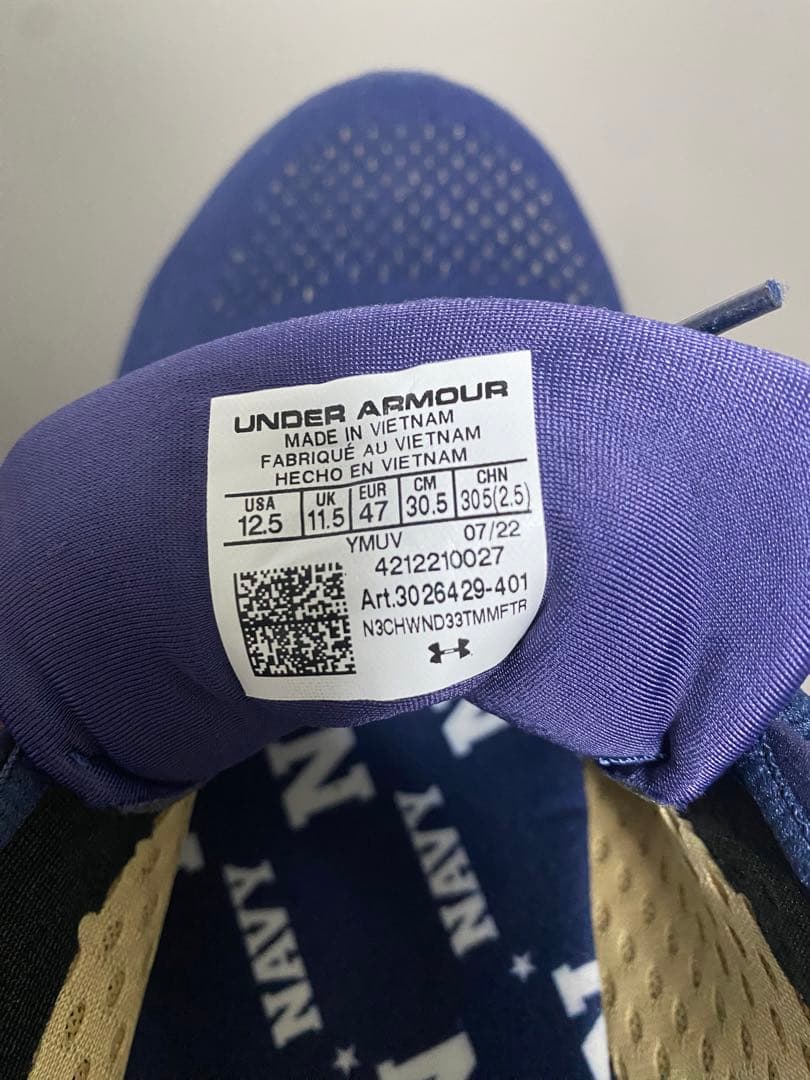 UNDER ARMOUR
MADE IN VIETNAM
FABRIQUÉ AU VIETNAM
HECHO EN VIETNAM
USA UK EUR CM CHN
12.5 11.5 47 30.5 305(2.5)
YMUV 07/22
4212210027
Art.3026429-401
N3CHWND33TMMFTR
N
N
NAVY
NAVY